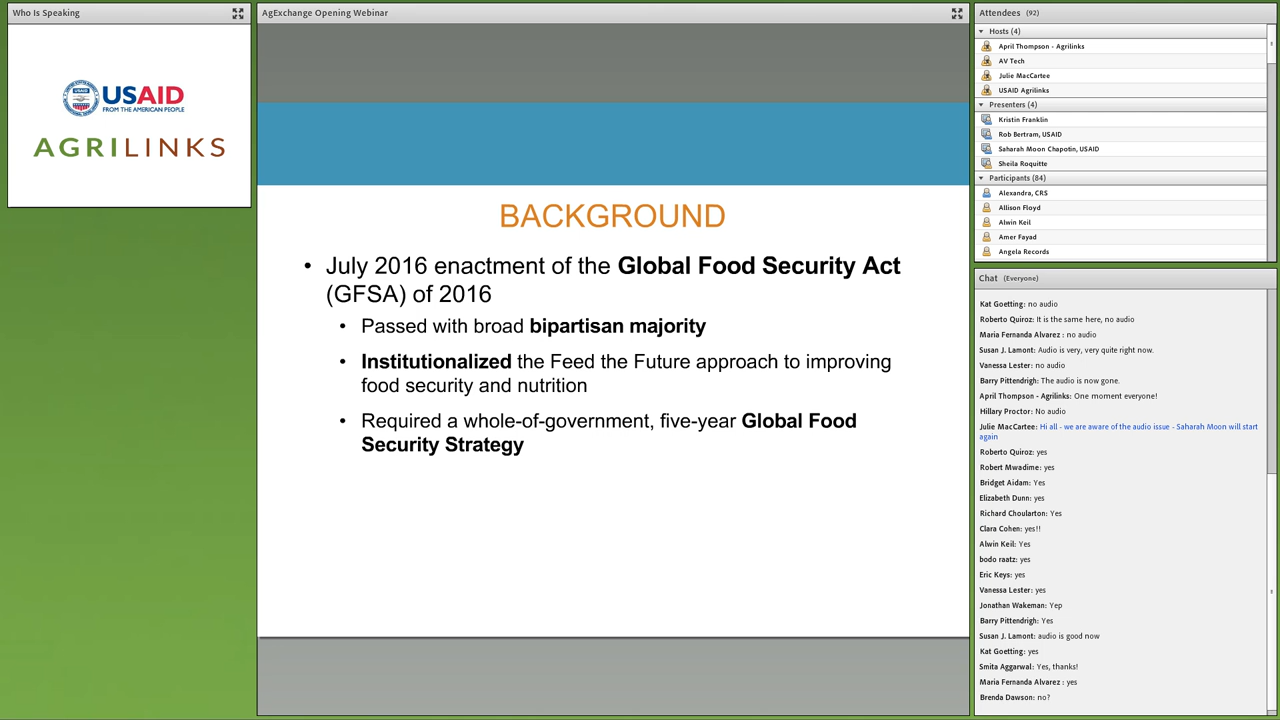 Who Is Speaking
USAID
FROM THE AMERICAN PEOPLE
AGRILINKS
AgExchange Opening Webinar
BACKGROUND
• July 2016 enactment of the Global Food Security Act
(GFSA) of 2016
• Passed with broad bipartisan majority
• Institutionalized the Feed the Future approach to improving
food security and nutrition
• Required a whole-of-government, five-year Global Food
Security Strategy
Attendees (92)
Hosts (4)
April Thompson - Agrilinks
AV Tech
Julie MacCartee
USAID Agrilinks
Presenters (4)
Kristin Franklin
Rob Bertram, USAID
Saharah Moon Chapotin, USAID
Sheila Roquitte
Participants (84)
Alexandra, CRS
Allison Floyd
Alwin Keil
Amer Fayad
Angela Records
Chat (Everyone)
Kat Goetting: no audio
Roberto Quiroz: It is the same here, no audio
Maria Fernanda Alvarez : no audio
Susan J. Lamont: Audio is very, very quite right now.
Vanessa Lester: no audio
Barry Pittendrigh: The audio is now gone.
April Thompson - Agrilinks: One moment everyone!
Hillary Proctor: No audio
Julie MacCartee: Hi all - we are aware of the audio issue - Saharah Moon will start
again
Roberto Quiroz: yes
Robert Mwadime: yes
Bridget Aidam: Yes
Elizabeth Dunn: yes
Richard Choularton: Yes
Clara Cohen: yes!!
Alwin Keil: Yes
bodo raatz: yes
Eric Keys: yes
Vanessa Lester: yes
Jonathan Wakeman: Yep
Barry Pittendrigh: Yes
Susan J. Lamont: audio is good now
Kat Goetting: yes
Smita Aggarwal: Yes, thanks!
Maria Fernanda Alvarez : yes
Brenda Dawson: no?